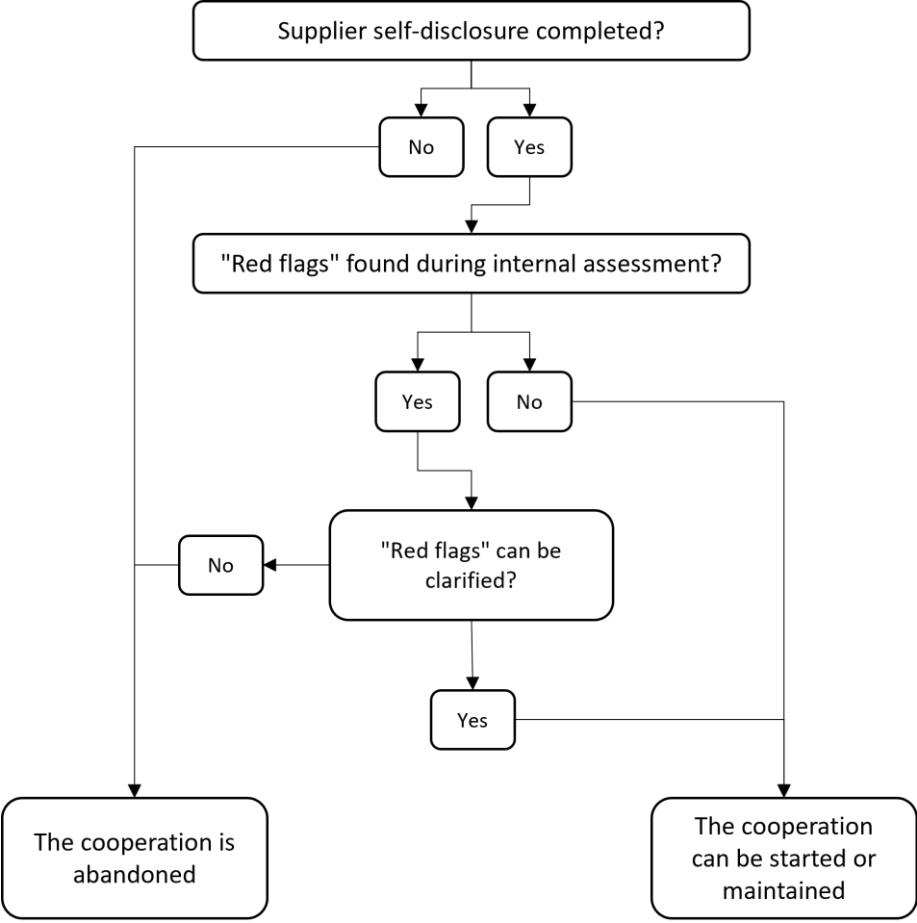 Supplier self-disclosure completed?
No
Yes
"Red flags" found during internal assessment?
Yes
No
"Red flags" can be
clarified?
No
Yes
The cooperation is
abandoned
The cooperation
can be started or
maintained